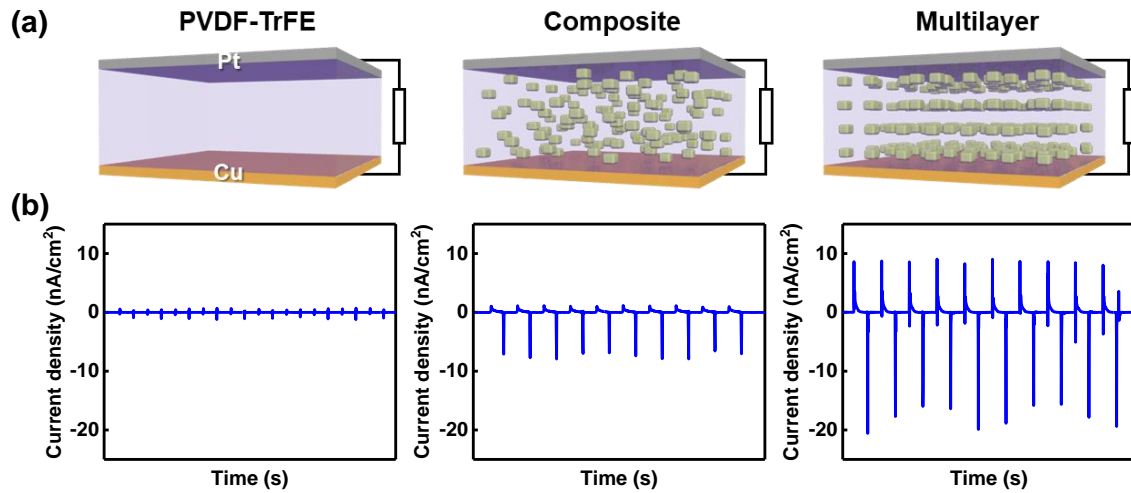 (a)
PVDF-TrFE
Composite
Multilayer
Pt
Cu
(b)
Current density (nA/cm²)
10
0
-10
-20
Time (s)
Current density (nA/cm²)
10
0
-10
-20
Time (s)
Current density (nA/cm²)
10
0
-10
-20
Time (s)